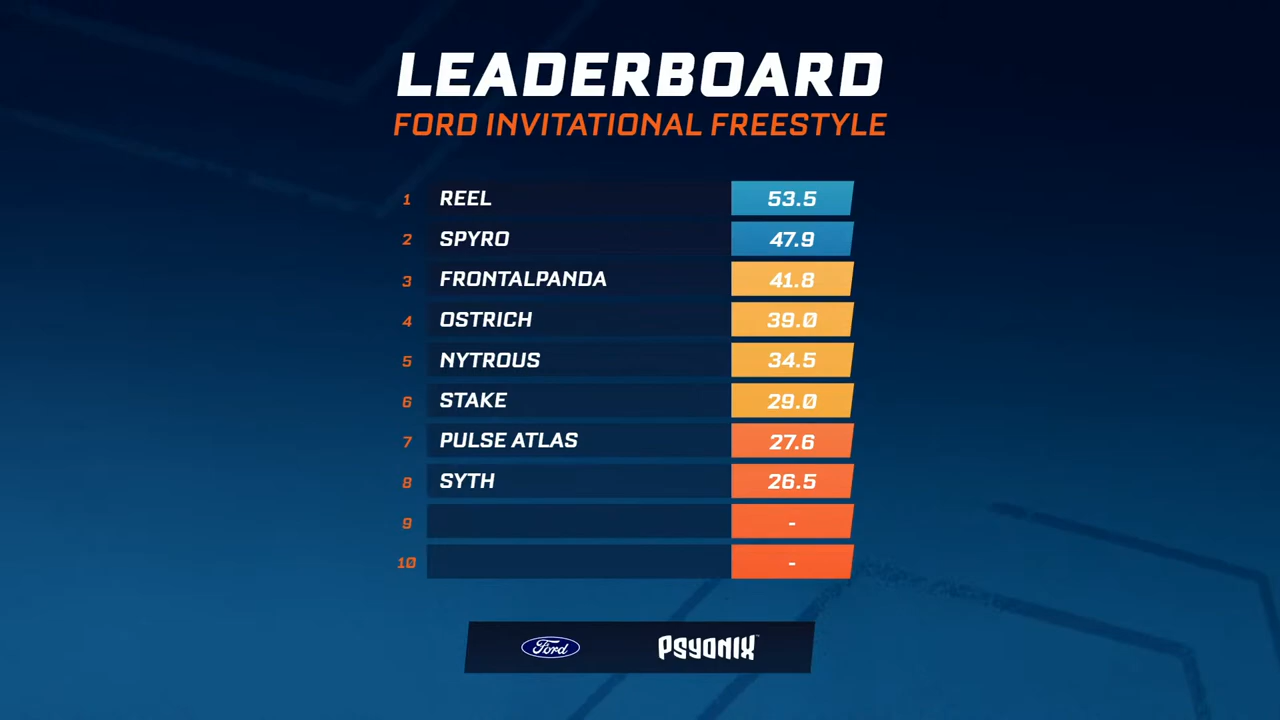 LEADERBOARD
FORD INVITATIONAL FREESTYLE
1 REEL 53.5
2 SPYRO 47.9
3 FRONTALPANDA 41.8
4 OSTRICH 39.0
5 NYTROUS 34.5
6 STAKE 29.0
7 PULSE ATLAS 27.6
8 SYTH 26.5
9 -
10 -
Ford PSYONIX™